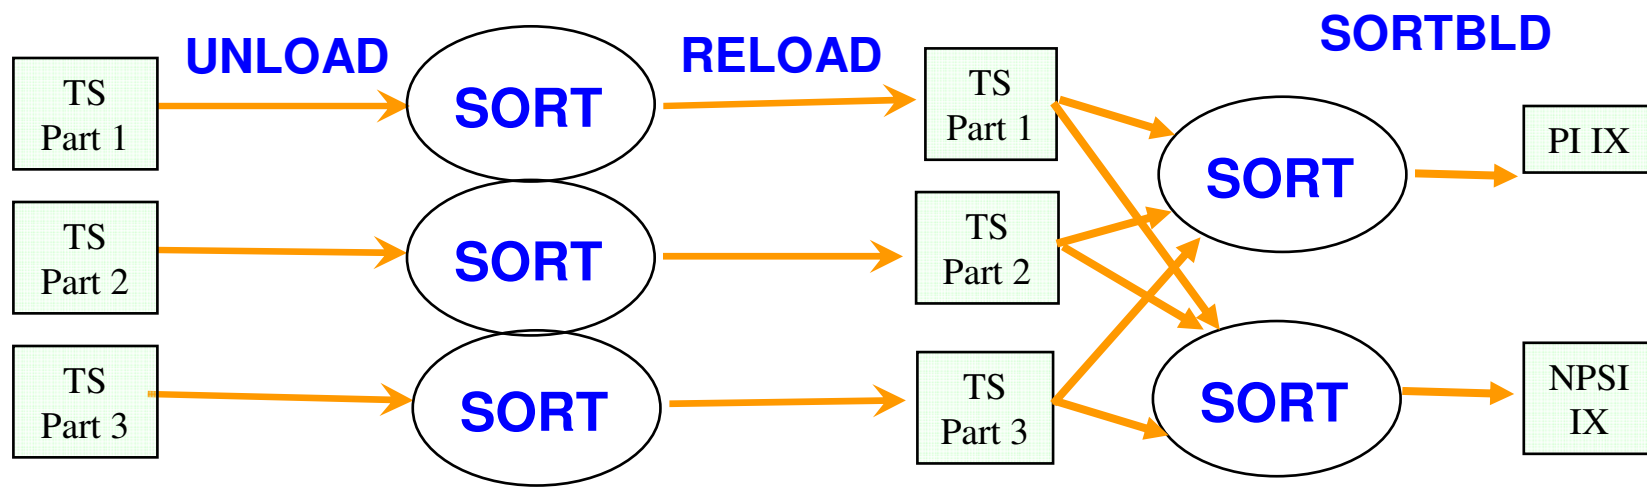 UNLOAD
RELOAD
SORTBLD
TS
Part 1
SORT
TS
Part 1
SORT
PI IX
TS
Part 2
SORT
TS
Part 2
TS
Part 3
SORT
TS
Part 3
SORT
NPSI
IX